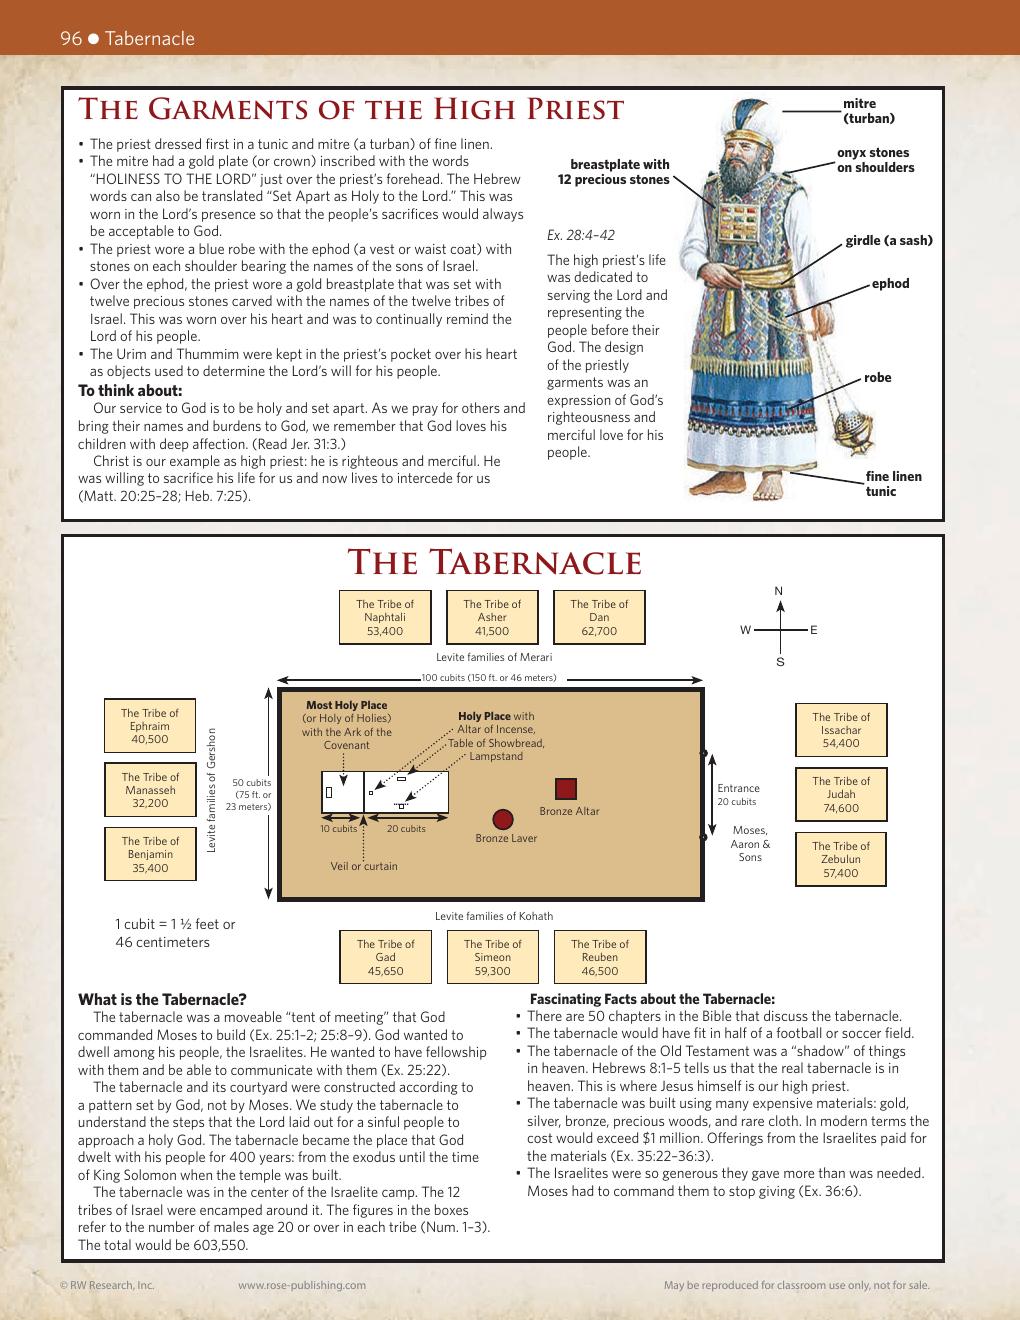 96 ● Tabernacle
The Garments of the High Priest
• The priest dressed first in a tunic and mitre (a turban) of fine linen.
• The mitre had a gold plate (or crown) inscribed with the words
“HOLINESS TO THE LORD” just over the priest’s forehead. The Hebrew
words can also be translated “Set Apart as Holy to the Lord.” This was
worn in the Lord’s presence so that the people’s sacrifices would always
be acceptable to God.
• The priest wore a blue robe with the ephod (a vest or waist coat) with
stones on each shoulder bearing the names of the sons of Israel.
• Over the ephod, the priest wore a gold breastplate that was set with
twelve precious stones carved with the names of the twelve tribes of
Israel. This was worn over his heart and was to continually remind the
Lord of his people.
• The Urim and Thummim were kept in the priest’s pocket over his heart
as objects used to determine the Lord’s will for his people.
To think about:
Our service to God is to be holy and set apart. As we pray for others and
bring their names and burdens to God, we remember that God loves his
children with deep affection. (Read Jer. 31:3.)
Christ is our example as high priest: he is righteous and merciful. He
was willing to sacrifice his life for us and now lives to intercede for us
(Matt. 20:25–28; Heb. 7:25).
breastplate with
12 precious stones
Ex. 28:4–42
The high priest’s life
was dedicated to
serving the Lord and
representing the
people before their
God. The design
of the priestly
garments was an
expression of God’s
righteousness and
merciful love for his
people.
mitre
(turban)
onyx stones
on shoulders
girdle (a sash)
ephod
robe
fine linen
tunic
The Tabernacle
The Tribe of
Naphtali
53,400
The Tribe of
Asher
41,500
The Tribe of
Dan
62,700
N
W
E
S
Levite families of Merari
100 cubits (150 ft. or 46 meters)
The Tribe of
Ephraim
40,500
The Tribe of
Manasseh
32,200
The Tribe of
Benjamin
35,400
Levite families of Gershon
50 cubits
(75 ft. or
23 meters)
Most Holy Place
(or Holy of Holies)
with the Ark of the
Covenant
Holy Place with
Altar of Incense,
Table of Showbread,
Lampstand
10 cubits
20 cubits
Veil or curtain
Bronze Altar
Bronze Laver
Entrance
20 cubits
Moses,
Aaron &
Sons
The Tribe of
Issachar
54,400
The Tribe of
Judah
74,600
The Tribe of
Zebulun
57,400
1 cubit = 1 ½ feet or
46 centimeters
Levite families of Kohath
The Tribe of
Gad
45,650
The Tribe of
Simeon
59,300
The Tribe of
Reuben
46,500
What is the Tabernacle?
The tabernacle was a moveable “tent of meeting” that God
commanded Moses to build (Ex. 25:1–2; 25:8–9). God wanted to
dwell among his people, the Israelites. He wanted to have fellowship
with them and be able to communicate with them (Ex. 25:22).
The tabernacle and its courtyard were constructed according to
a pattern set by God, not by Moses. We study the tabernacle to
understand the steps that the Lord laid out for a sinful people to
approach a holy God. The tabernacle became the place that God
dwelt with his people for 400 years: from the exodus until the time
of King Solomon when the temple was built.
The tabernacle was in the center of the Israelite camp. The 12
tribes of Israel were encamped around it. The figures in the boxes
refer to the number of males age 20 or over in each tribe (Num. 1–3).
The total would be 603,550.
Fascinating Facts about the Tabernacle:
• There are 50 chapters in the Bible that discuss the tabernacle.
• The tabernacle would have fit in half of a football or soccer field.
• The tabernacle of the Old Testament was a “shadow” of things
in heaven. Hebrews 8:1–5 tells us that the real tabernacle is in
heaven. This is where Jesus himself is our high priest.
• The tabernacle was built using many expensive materials: gold,
silver, bronze, precious woods, and rare cloth. In modern terms the
cost would exceed $1 million. Offerings from the Israelites paid for
the materials (Ex. 35:22–36:3).
• The Israelites were so generous they gave more than was needed.
Moses had to command them to stop giving (Ex. 36:6).
© RW Research, Inc.
www.rose-publishing.com
May be reproduced for classroom use only, not for sale.